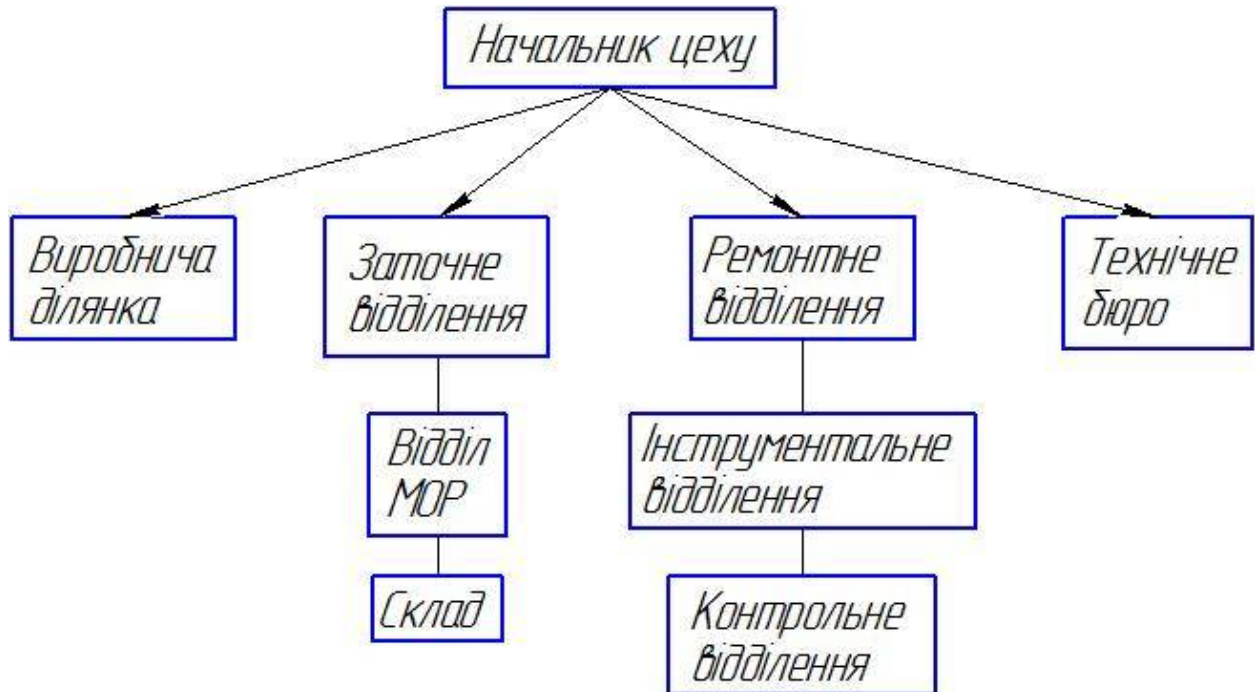 Начальник цеху
Виробнича
ділянка
Заточне
відділення
Ремонтне
відділення
Технічне
бюро
Відділ
МОР
Інструментальне
відділення
Склад
Контрольне
відділення